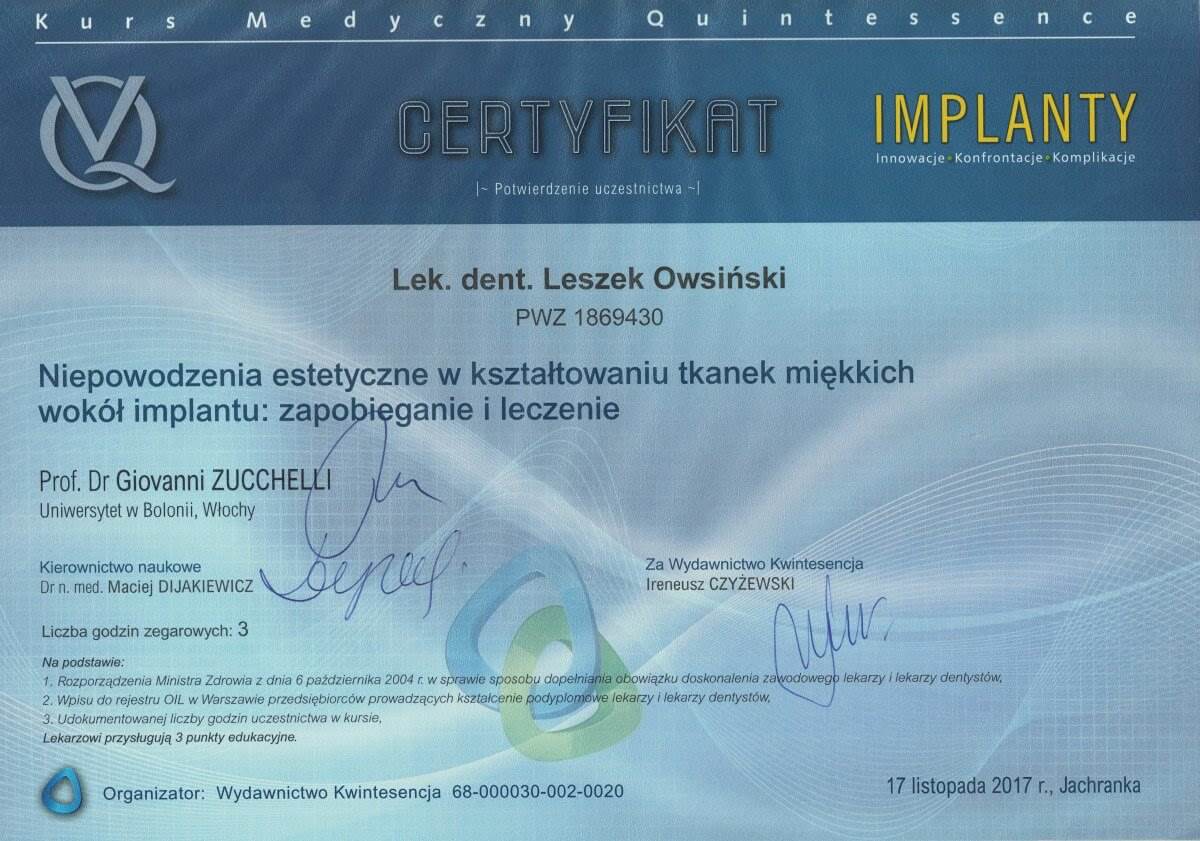 Kurs Medyczny Quintessence
VQ
CERTYFIKAT
IMPLANTY
Innowacje•Konfrontacje•Komplikacje
|~ Potwierdzenie uczestnictwa ~|
Lek. dent. Leszek Owsiński
PWZ 1869430
Niepowodzenia estetyczne w kształtowaniu tkanek miękkich
wokół implantu: zapobieganie i leczenie
Prof. Dr Giovanni ZUCCHELLI
Uniwersytet w Bolonii, Włochy
Kierownictwo naukowe
Dr n. med. Maciej DIJAKIEWICZ
Za Wydawnictwo Kwintesencja
Ireneusz CZYŻEWSKI
Liczba godzin zegarowych: 3
Na podstawie:
1. Rozporządzenia Ministra Zdrowia z dnia 6 października 2004 r. w sprawie sposobu dopełniania obowiązku doskonalenia zawodowego lekarzy i lekarzy dentystów,
2. Wpisu do rejestru OIL w Warszawie przedsiębiorców prowadzących kształcenie podyplomowe lekarzy i lekarzy dentystów,
3. Udokumentowanej liczby godzin uczestnictwa w kursie,
Lekarzowi przysługują 3 punkty edukacyjne.
Organizator: Wydawnictwo Kwintesencja 68-000030-002-0020
17 listopada 2017 r., Jachranka